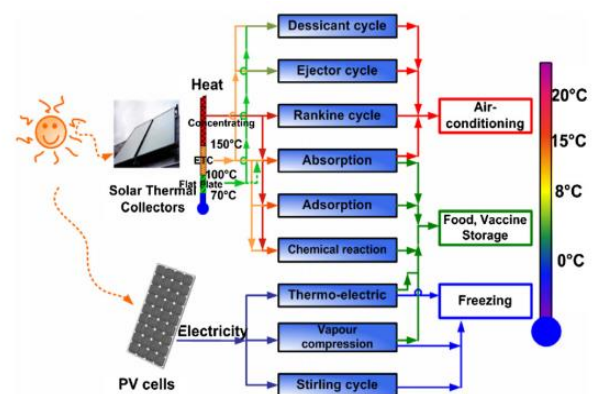 Dessicant cycle
Ejector cycle
Heat
Concentrating
Rankine cycle
Air-
conditioning
150°C
ETC
Absorption
100°C
Flat Plate
70°C
Solar Thermal
Collectors
Adsorption
Food, Vaccine
Storage
Chemical reaction
Thermo-electric
Freezing
Electricity
Vapour
compression
PV cells
Stirling cycle
20°C
15°C
8°C
0°C